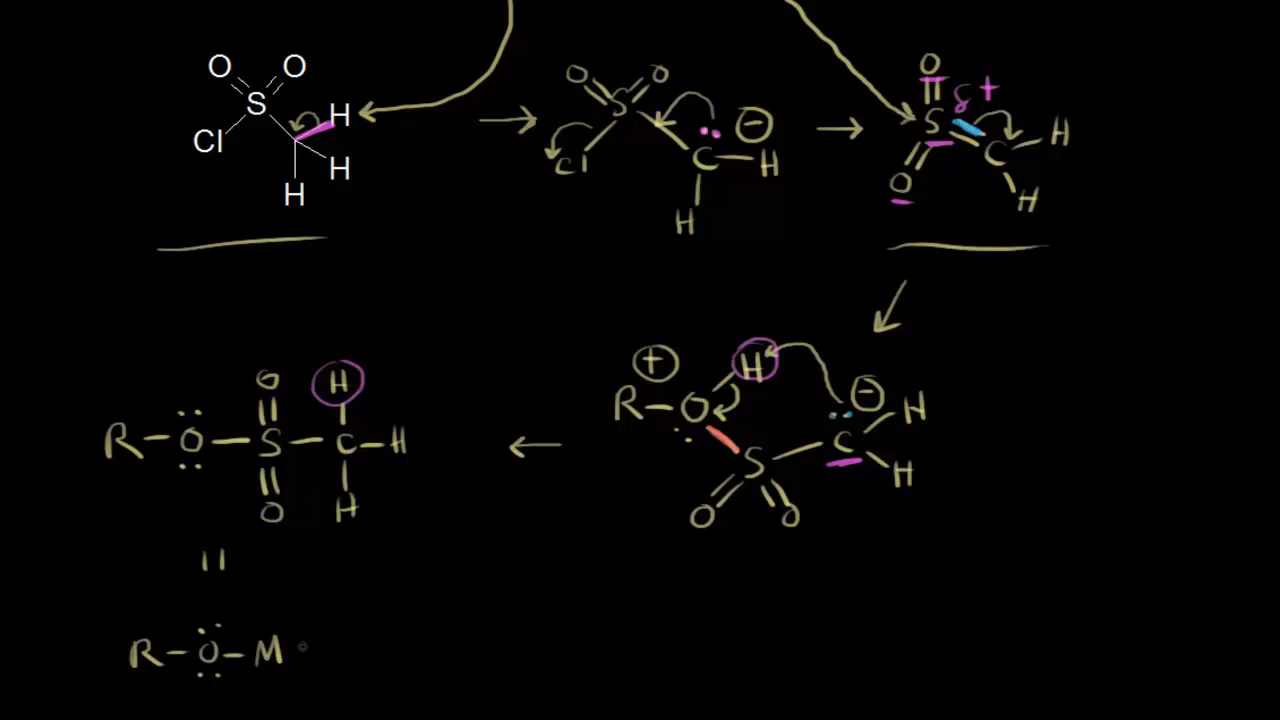 O O O O O
S H S S δ+
Cl C H
H Cl C H O H
H H
+ H −
O H R-O C H
R-O-S-C-H S H
O H O O
||
R-O-M